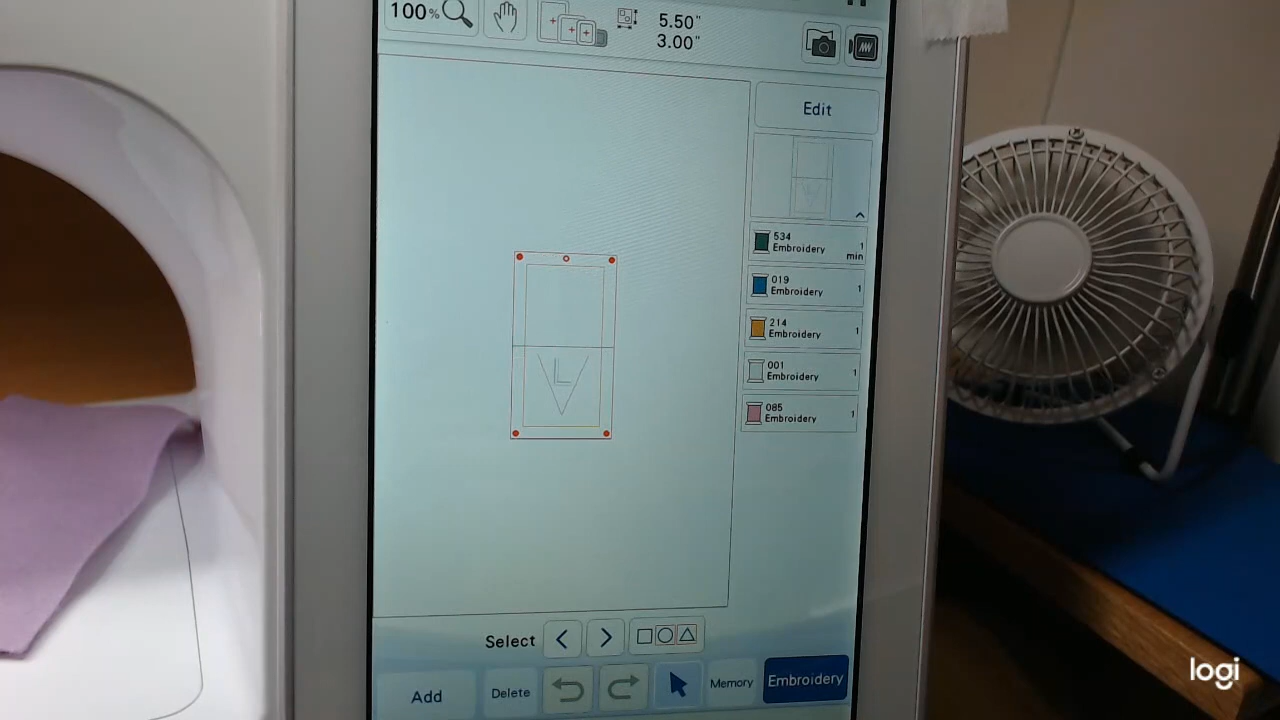 100%
5.50"
3.00"
Edit
534
Embroidery
1
min
019
Embroidery
1
214
Embroidery
1
001
Embroidery
1
085
Embroidery
1
L
Select
Add
Delete
Memory
Embroidery
logi